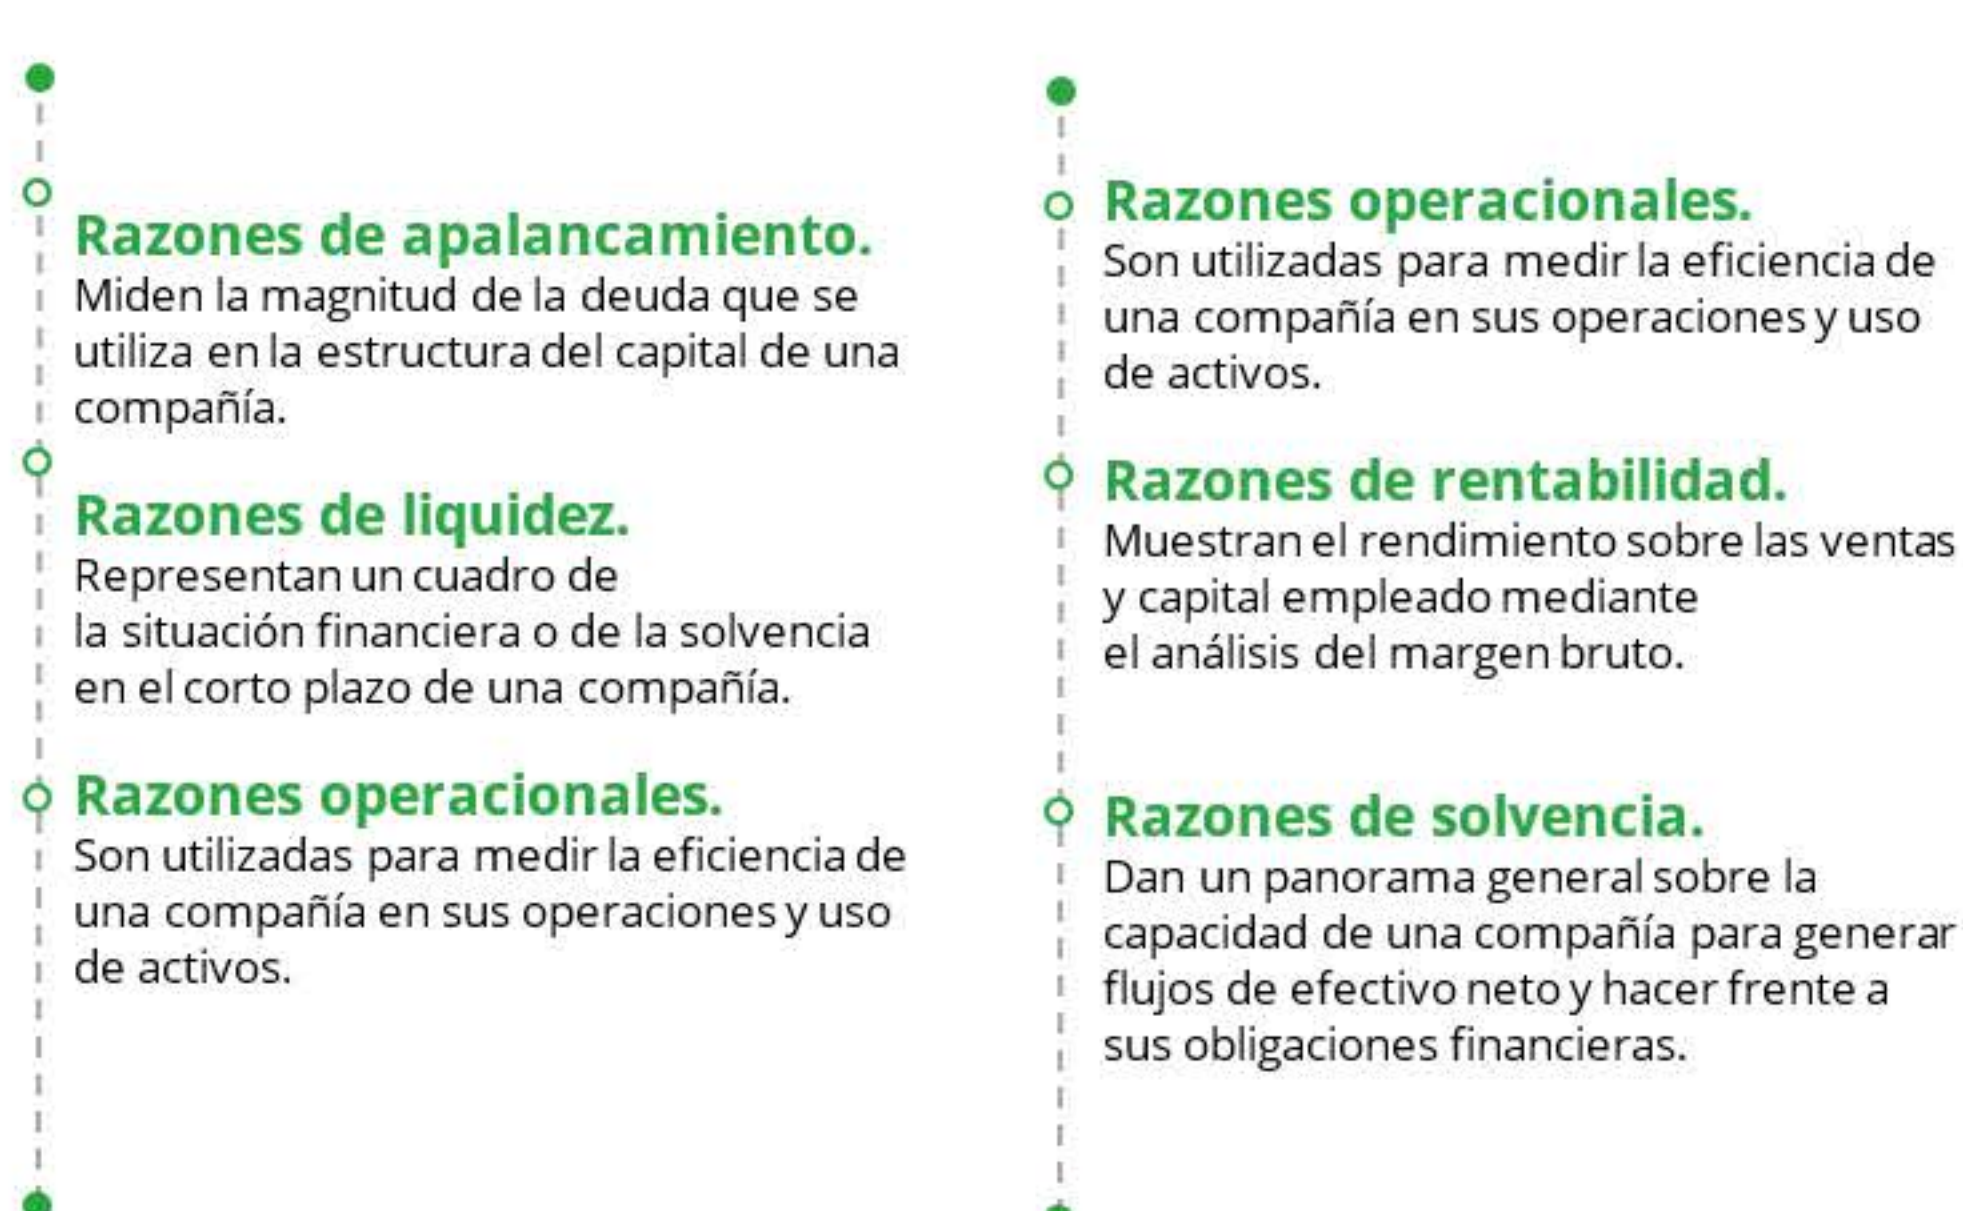 Razones de apalancamiento.
Miden la magnitud de la deuda que se
utiliza en la estructura del capital de una
compañía.
Razones de liquidez.
Representan un cuadro de
la situación financiera o de la solvencia
en el corto plazo de una compañía.
Razones operacionales.
Son utilizadas para medir la eficiencia de
una compañía en sus operaciones y uso
de activos.
Razones operacionales.
Son utilizadas para medir la eficiencia de
una compañía en sus operaciones y uso
de activos.
Razones de rentabilidad.
Muestran el rendimiento sobre las ventas
y capital empleado mediante
el análisis del margen bruto.
Razones de solvencia.
Dan un panorama general sobre la
capacidad de una compañía para generar
flujos de efectivo neto y hacer frente a
sus obligaciones financieras.